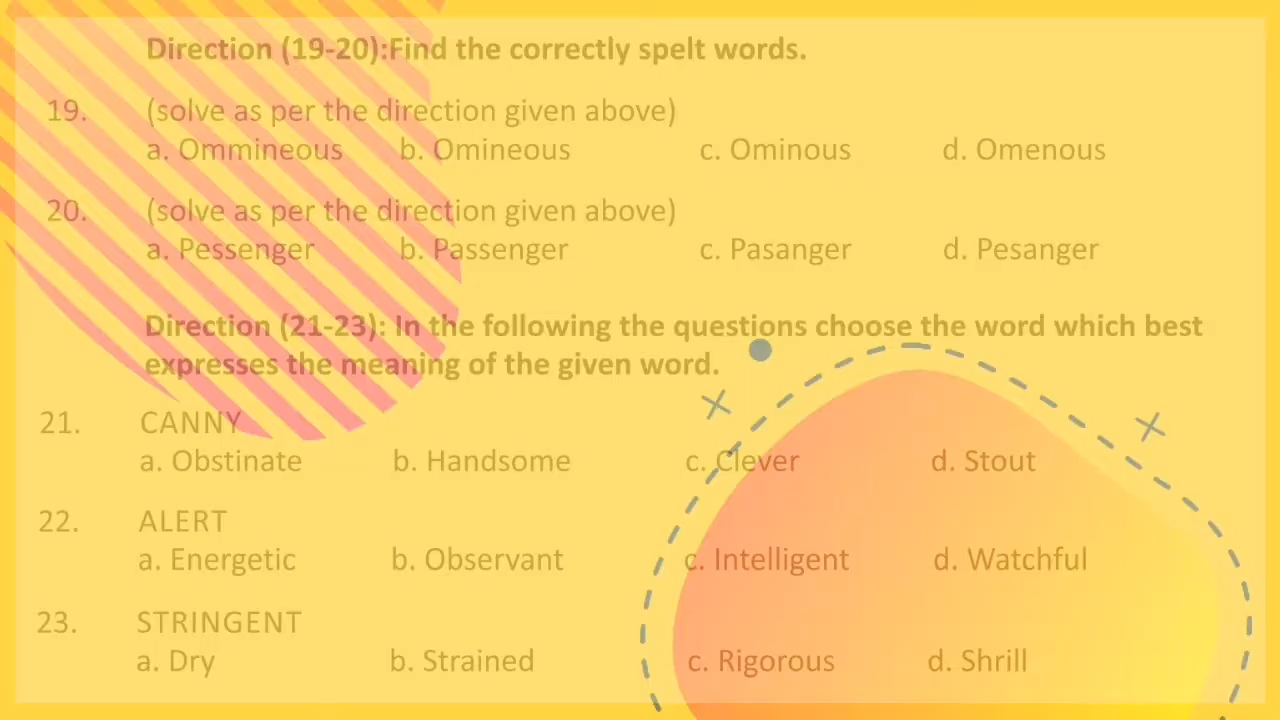 Direction (19-20):Find the correctly spelt words.
19. (solve as per the direction given above)
a. Ommineous b. Omineous c. Ominous d. Omenous
20. (solve as per the direction given above)
a. Pessenger b. Passenger c. Pasanger d. Pesanger
Direction (21-23): In the following the questions choose the word which best
expresses the meaning of the given word.
21. CANNY
a. Obstinate b. Handsome c. Clever d. Stout
22. ALERT
a. Energetic b. Observant c. Intelligent d. Watchful
23. STRINGENT
a. Dry b. Strained c. Rigorous d. Shrill